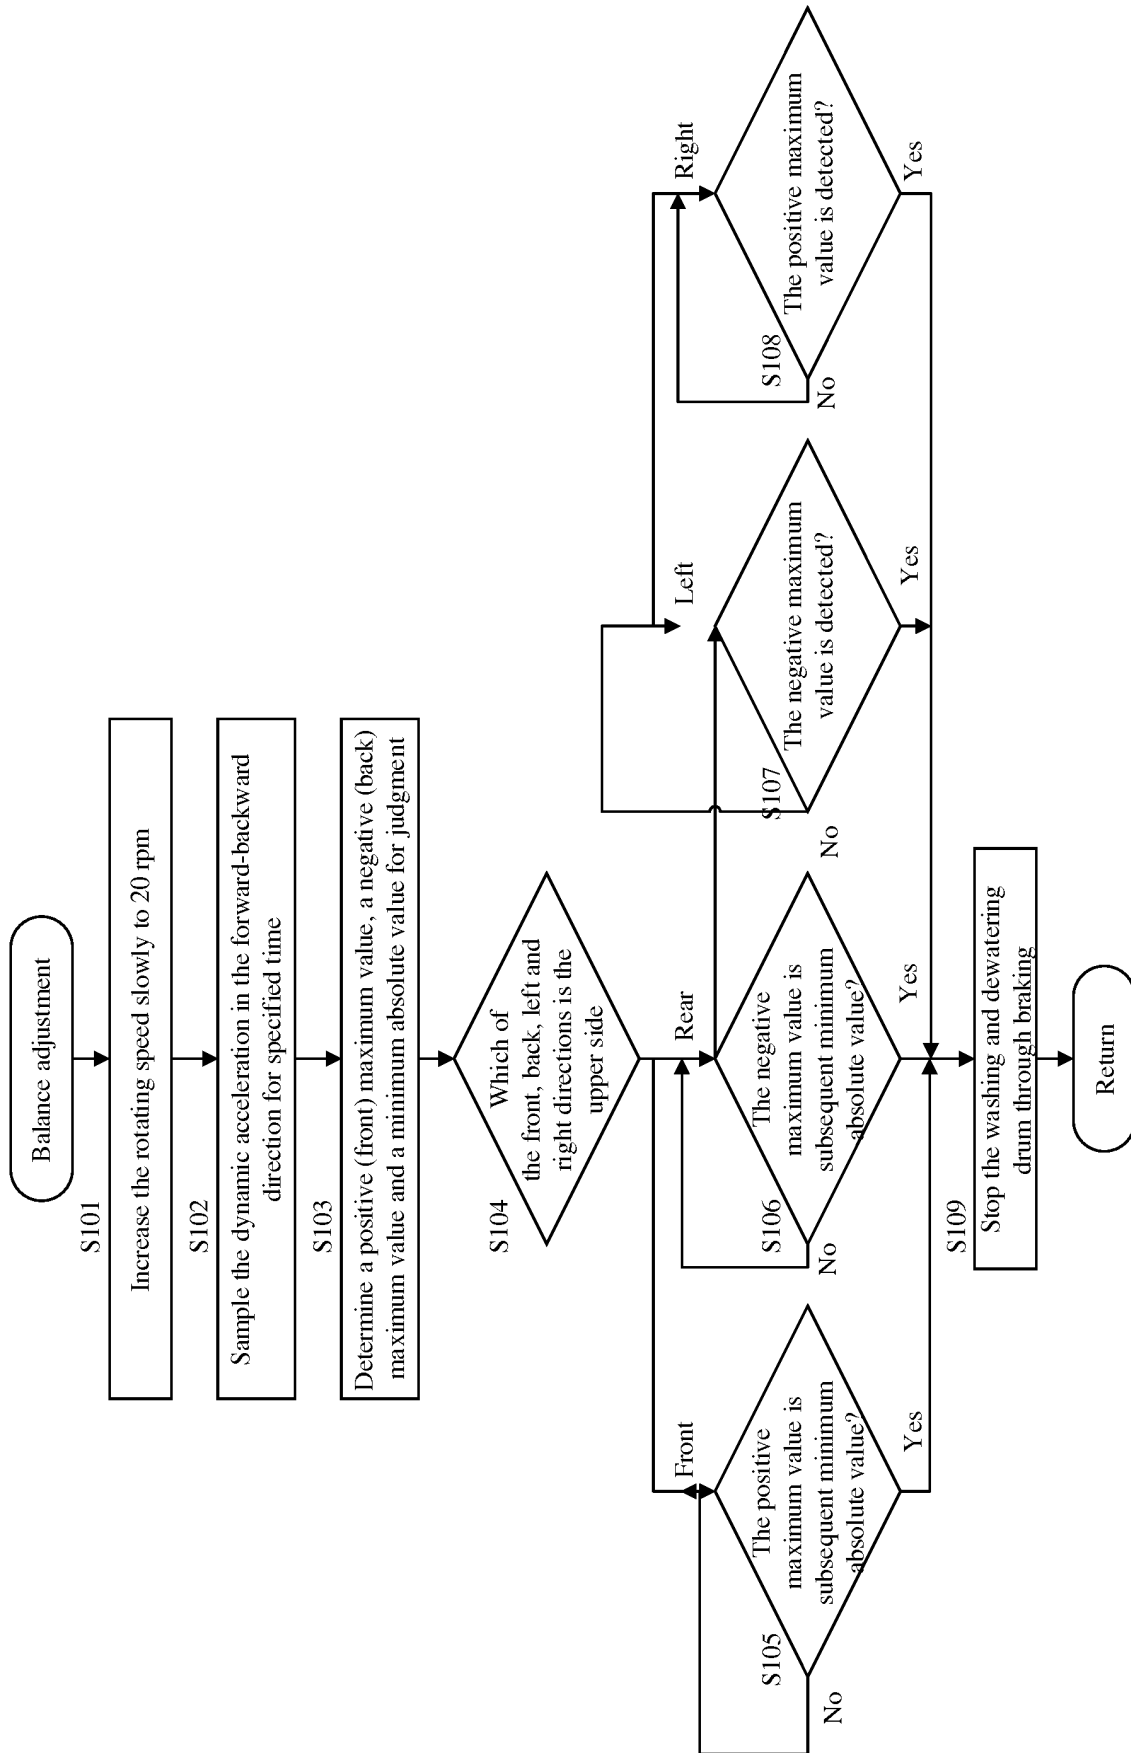 Balance adjustment
S101
Increase the rotating speed slowly to 20 rpm
S102
Sample the dynamic acceleration in the forward-backward
direction for specified time
S103
Determine a positive (front) maximum value, a negative (back)
maximum value and a minimum absolute value for judgment
S104
Which of
the front, back, left and
right directions is the
upper side
Front
Rear
Left
Right
S105
The positive
maximum value is
subsequent minimum
absolute value?
No
Yes
S106
The negative
maximum value is
subsequent minimum
absolute value?
No
Yes
S107
The negative maximum
value is detected?
No
Yes
S108
The positive maximum
value is detected?
No
Yes
S109
Stop the washing and dewatering
drum through braking
Return